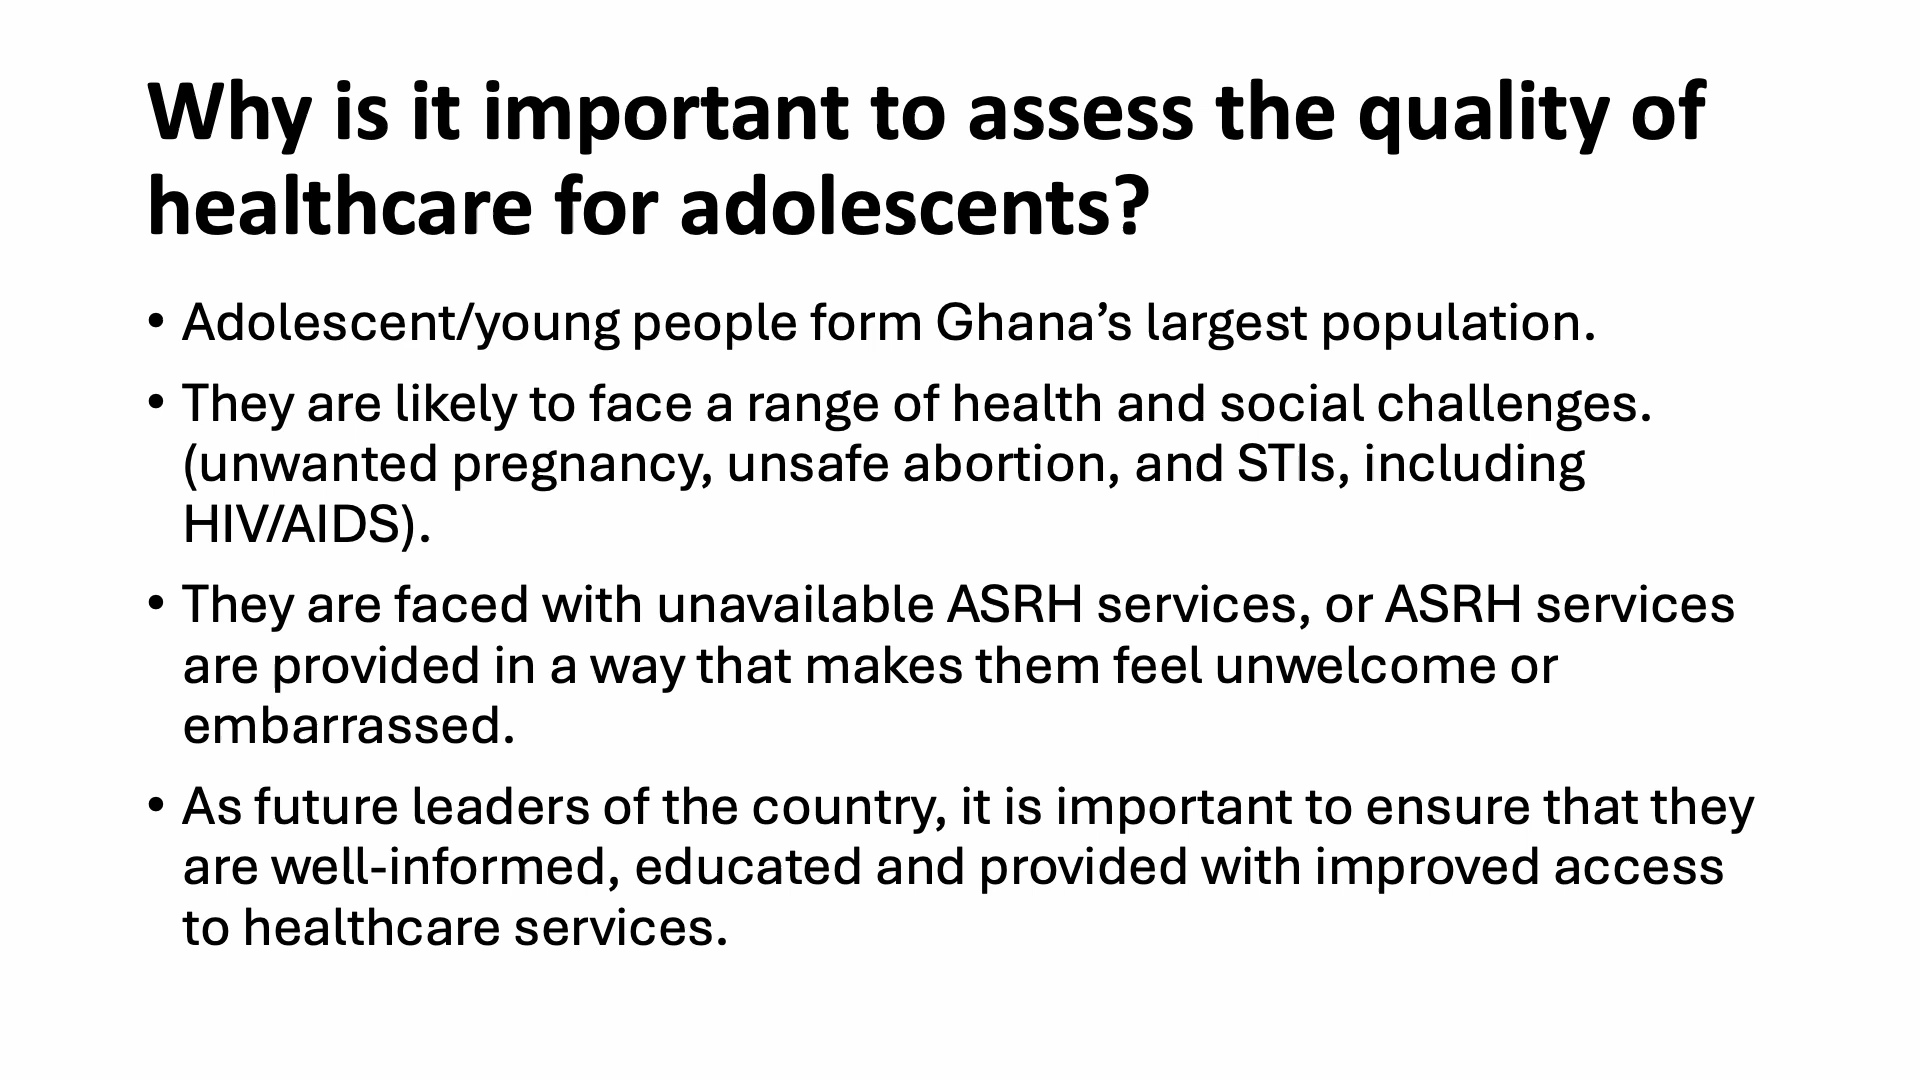 Why is it important to assess the quality of
healthcare for adolescents?
• Adolescent/young people form Ghana’s largest population.
• They are likely to face a range of health and social challenges.
(unwanted pregnancy, unsafe abortion, and STIs, including
HIV/AIDS).
• They are faced with unavailable ASRH services, or ASRH services
are provided in a way that makes them feel unwelcome or
embarrassed.
• As future leaders of the country, it is important to ensure that they
are well-informed, educated and provided with improved access
to healthcare services.